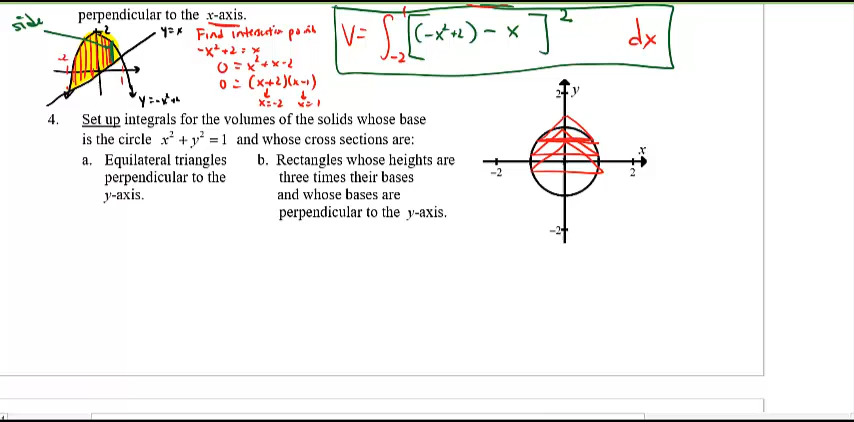 perpendicular to the x-axis.
side
2
y=x
Find intersection points
-x²+2 = x
0 = x²+x-2
0 = (x+2)(x-1)
x=-2 x=1
-2
1
y=-x²+2
V = ∫₋₂¹ [(-x²+2) - x]² dx
4. Set up integrals for the volumes of the solids whose base
is the circle x² + y² = 1 and whose cross sections are:
a. Equilateral triangles
perpendicular to the
y-axis.
b. Rectangles whose heights are
three times their bases
and whose bases are
perpendicular to the y-axis.
2 y
x
-2 2
-2